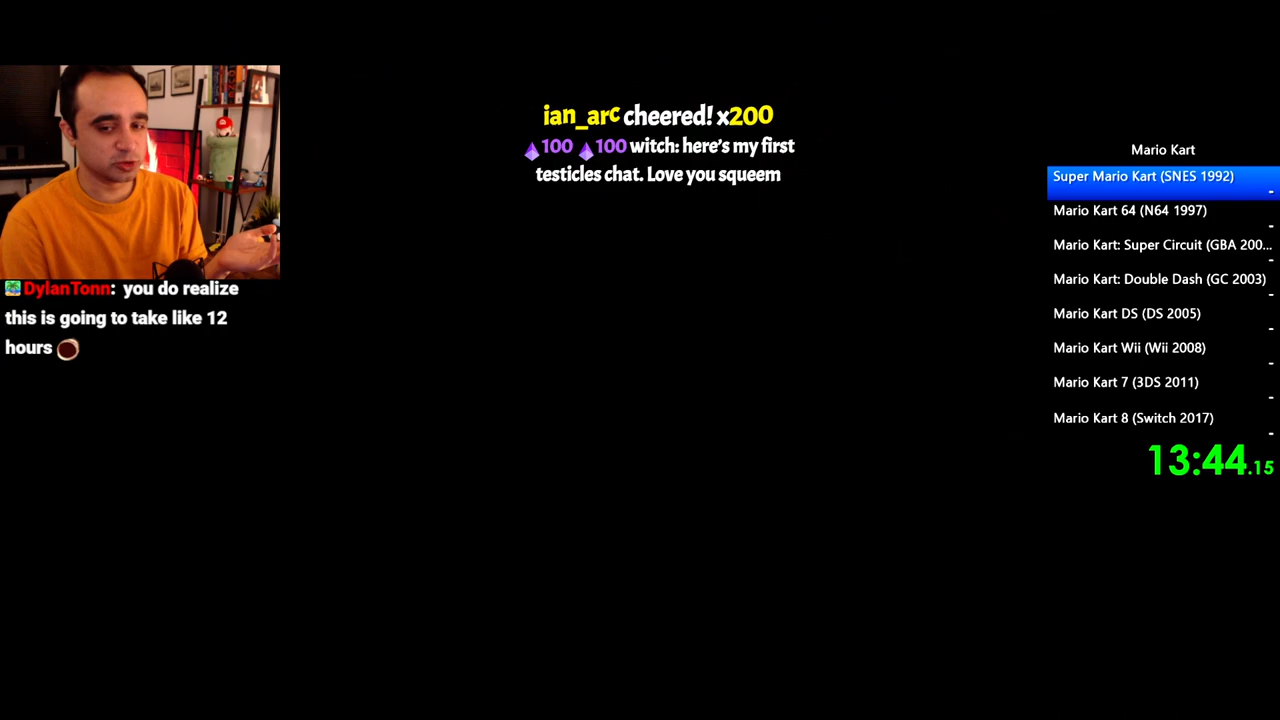 ian_arc cheered! x200
100 100 witch: here's my first
testicles chat. Love you squeem
DylanTonn: you do realize
this is going to take like 12
hours
Mario Kart
Super Mario Kart (SNES 1992)
-
Mario Kart 64 (N64 1997)
-
Mario Kart: Super Circuit (GBA 200...
-
Mario Kart: Double Dash (GC 2003)
-
Mario Kart DS (DS 2005)
-
Mario Kart Wii (Wii 2008)
-
Mario Kart 7 (3DS 2011)
-
Mario Kart 8 (Switch 2017)
-
13:44.15